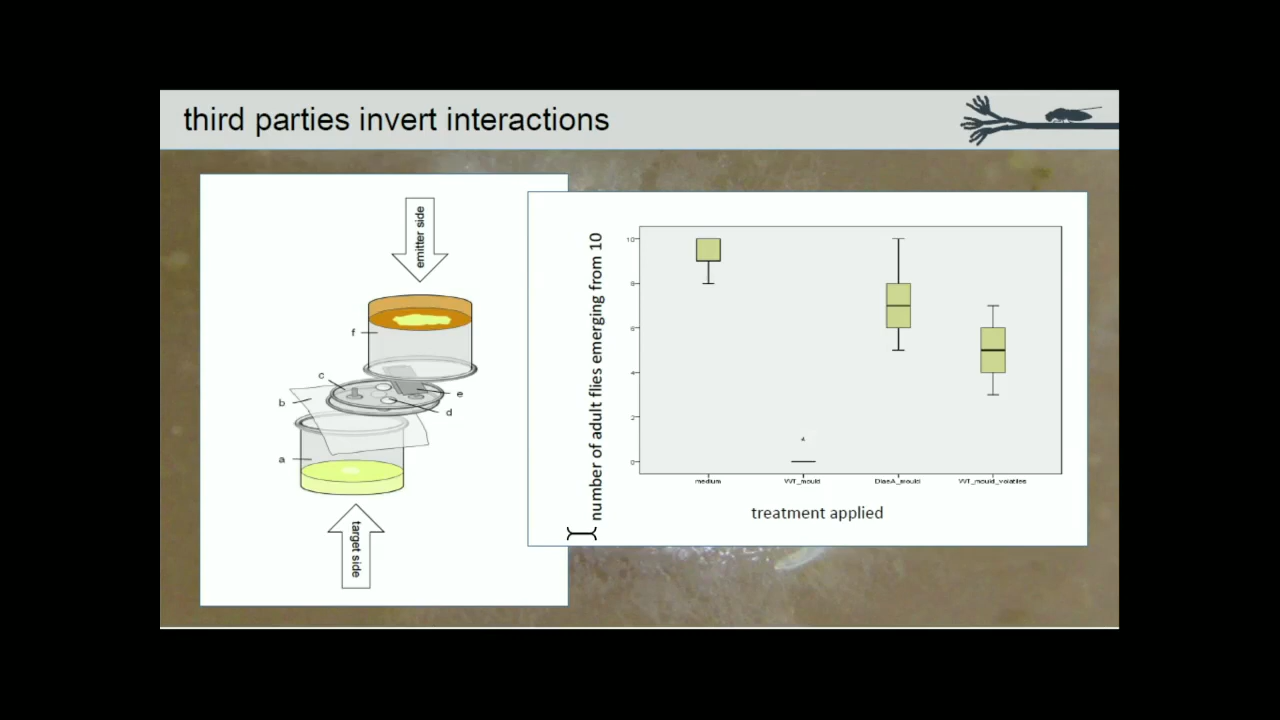 third parties invert interactions
emitter side
f
c
e
b
d
a
target side
number of adult flies emerging from 10
10
8
6
4
2
0
medium
WT_mould
WT_mould_volatiles
treatment applied